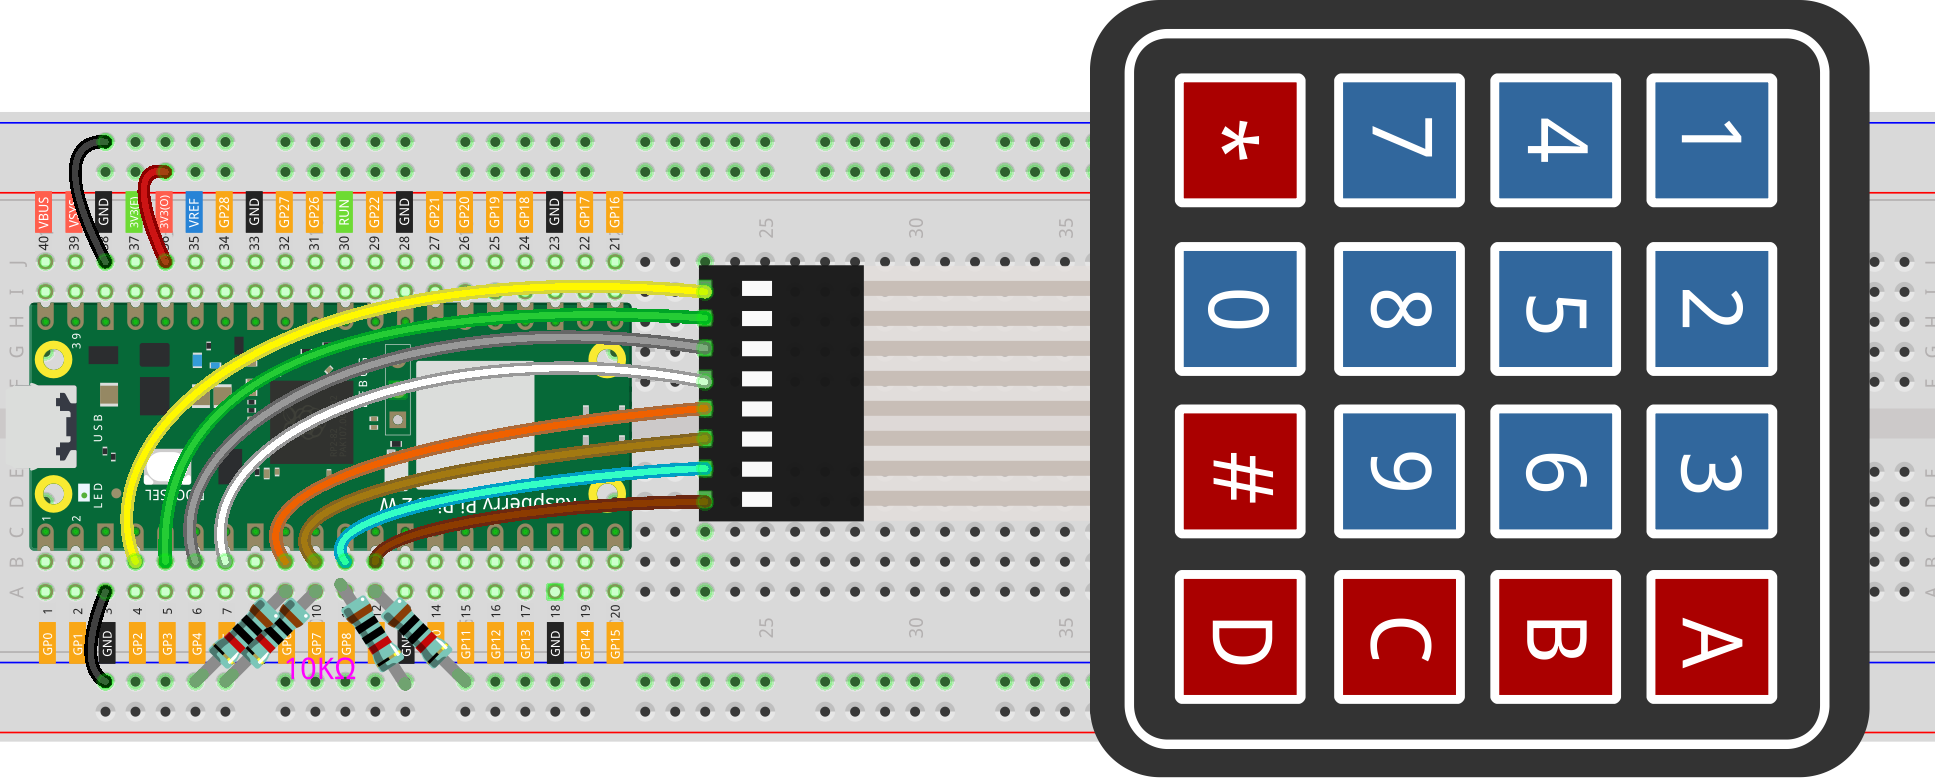 VBUS VSYS GND 3V3(E) 3V3(O) VREF GP28 GND GP27 GP26 RUN GP22 GND GP21 GP20 GP19 GP18 GND GP17 GP16
40 39 38 37 36 35 34 33 32 31 30 29 28 27 26 25 24 23 22 21
25 30 35
J
I
H
G
F
E
D
C
B
A
39
USB
LED
BOOTSEL
DEBUG
Raspberry Pi Pico 2 W
1 2
1 2 3 4 5 6 7 10 12 14 15 16 17 18 19 20
25 30 35
GP0 GP1 GND GP2 GP3 GP4 GP6 GP7 GP8 GND GP11 GP12 GP13 GND GP14 GP15
10KΩ
* 7 4 1
0 8 5 2
# 9 6 3
D C B A
J
I
H
G
F
E
D
C
B
A